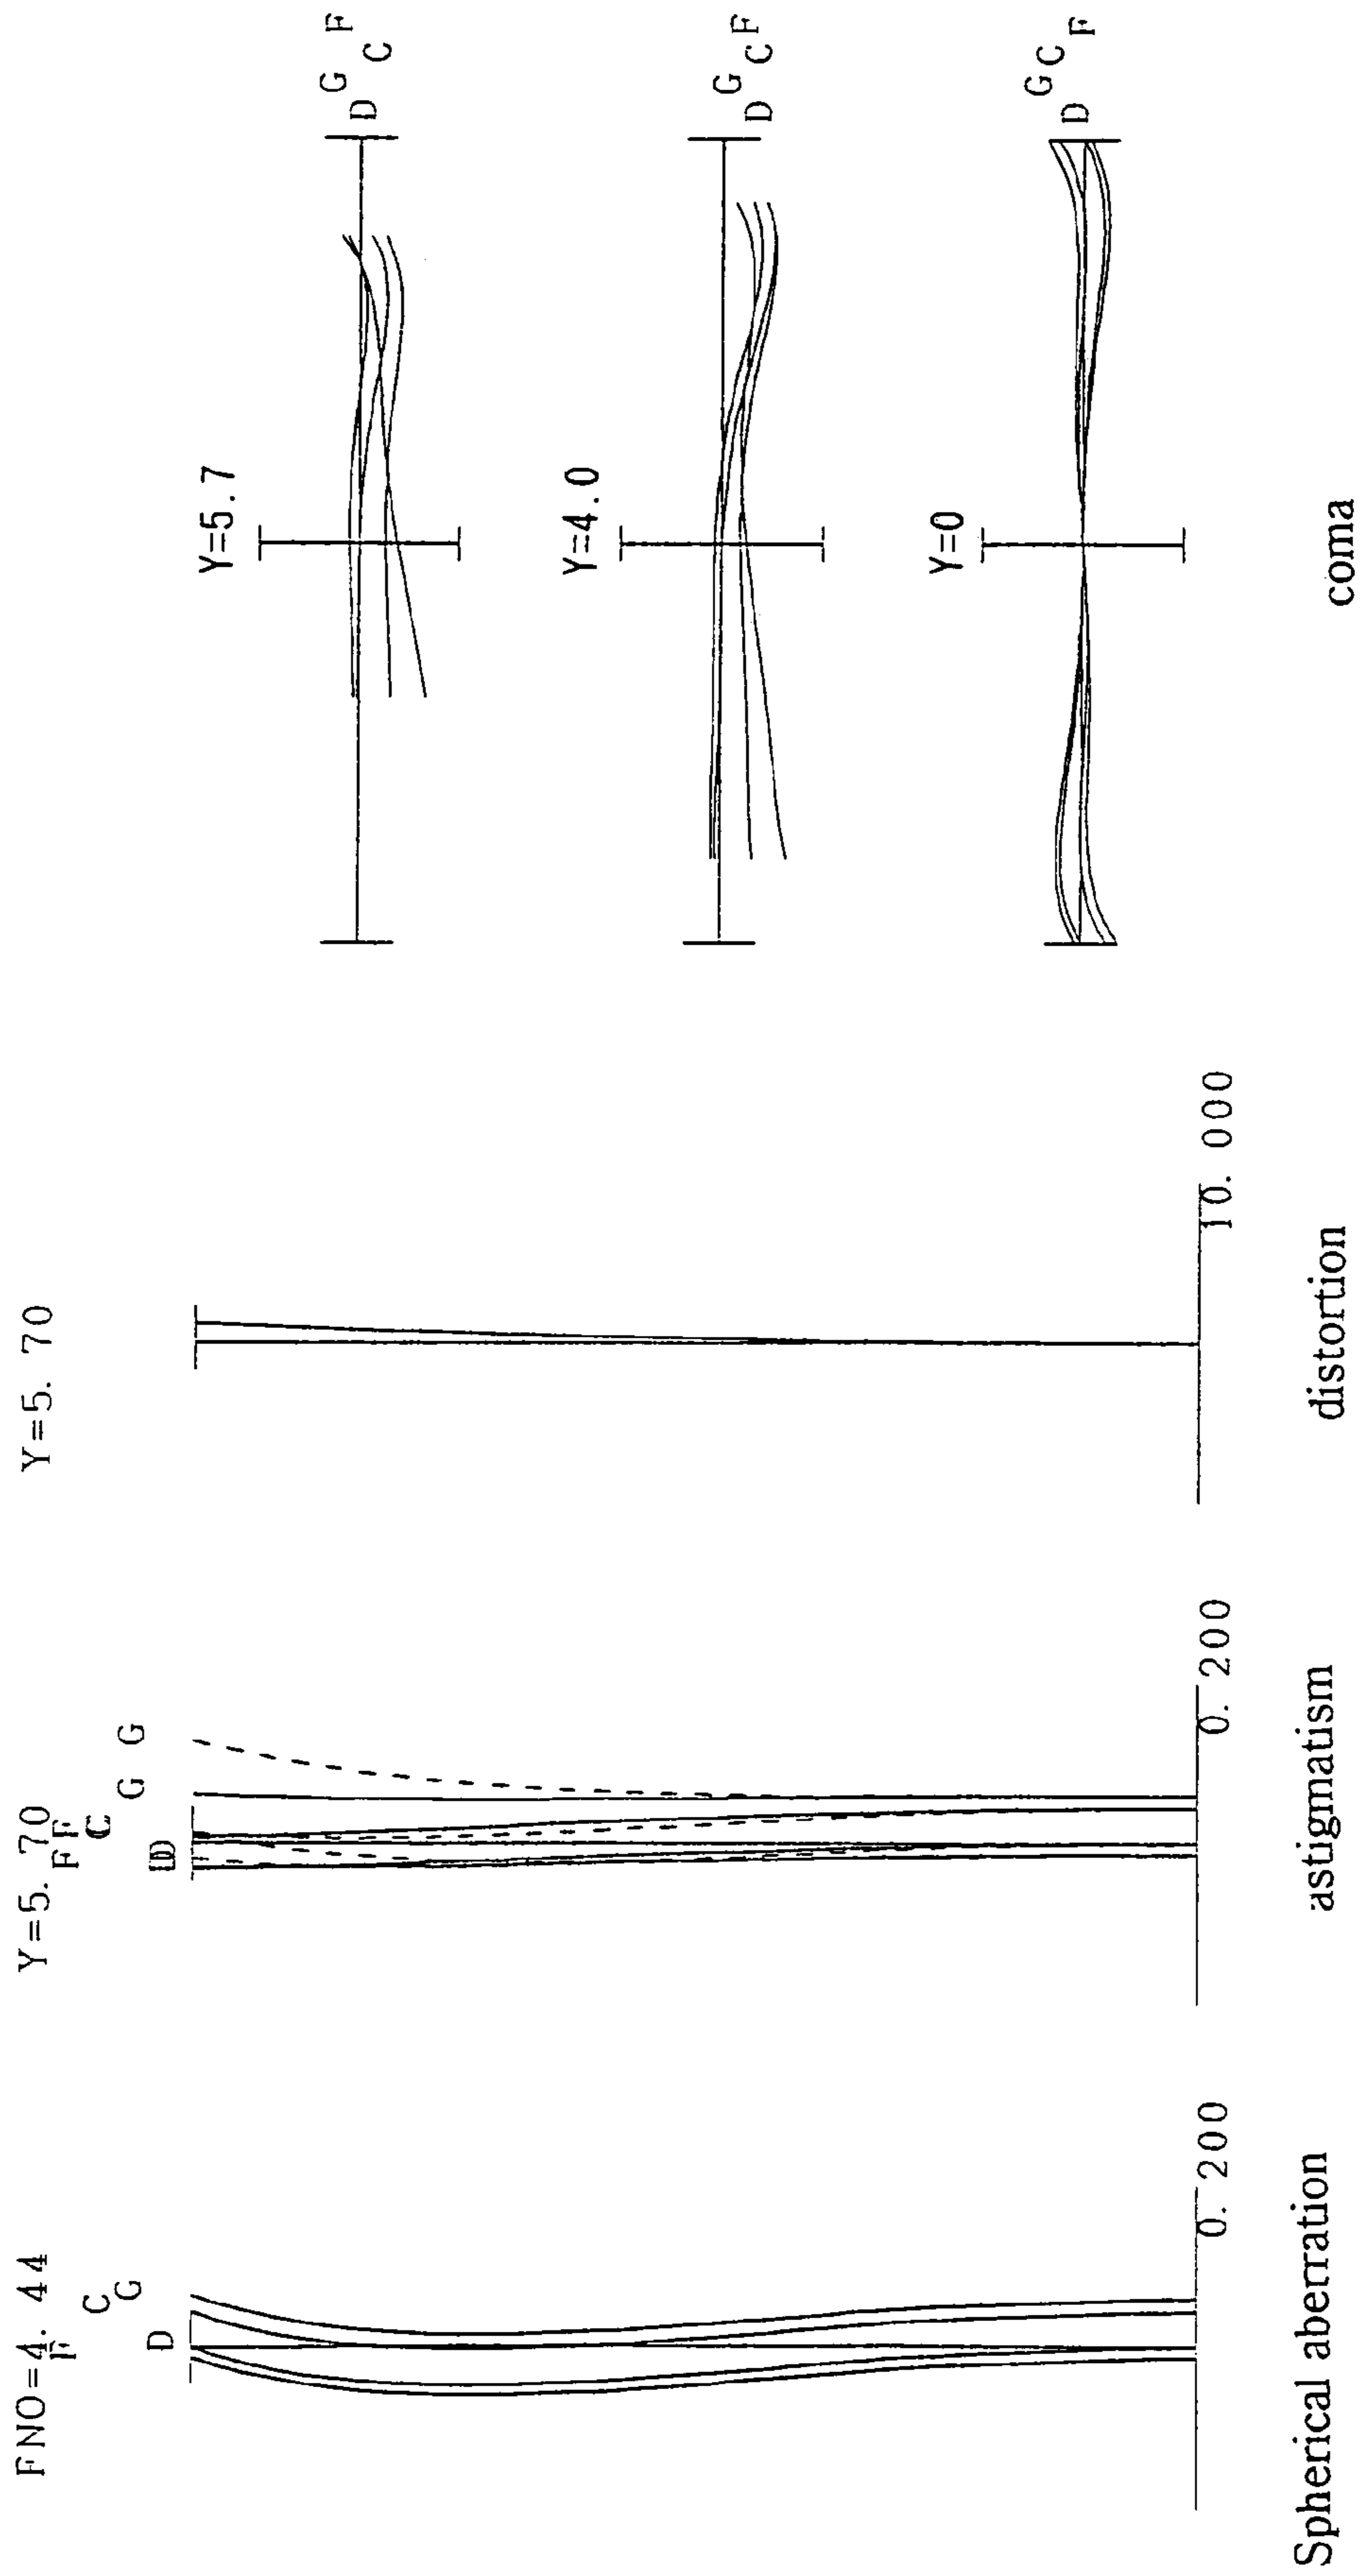 FNO=4. 44
F
C
G
D
0. 200
Spherical aberration
Y=5. 70
F F
C
G G
D
0. 200
astigmatism
Y=5. 70
10. 000
distortion
Y=5.7
F
G
C
D
Y=4.0
F
G
C
D
Y=0
G
C
F
D
coma